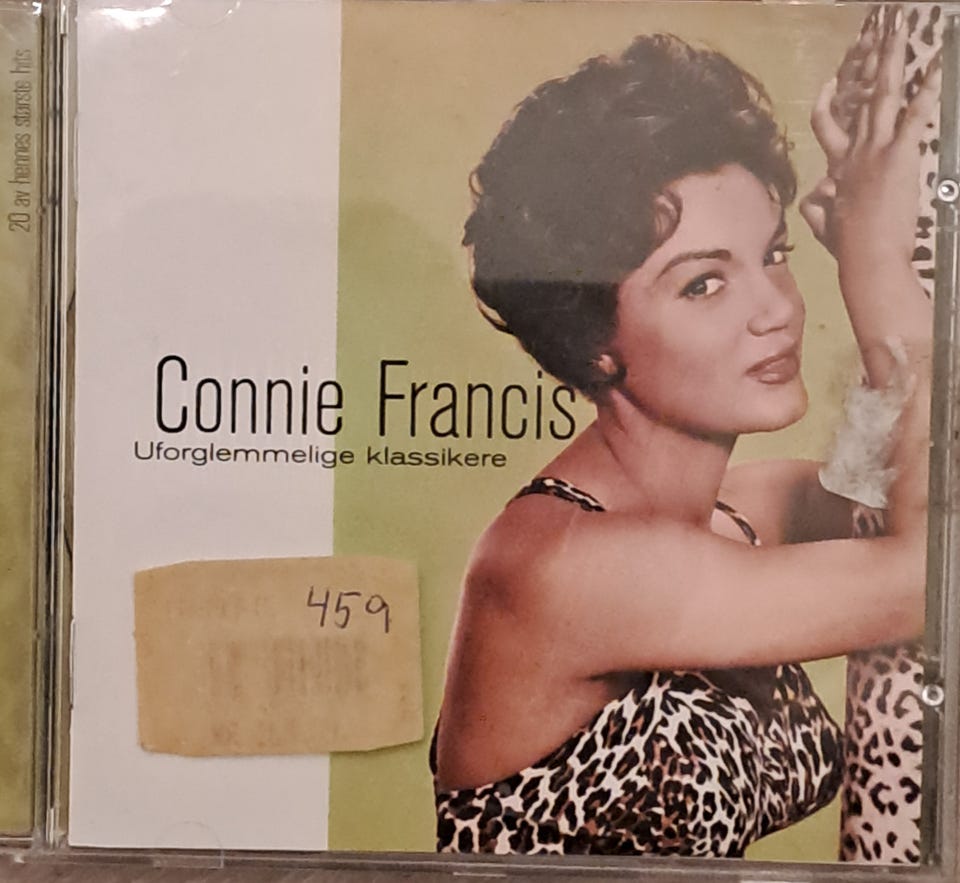 20 av hennes største hits
Connie Francis
Uforglemmelige klassikere
459